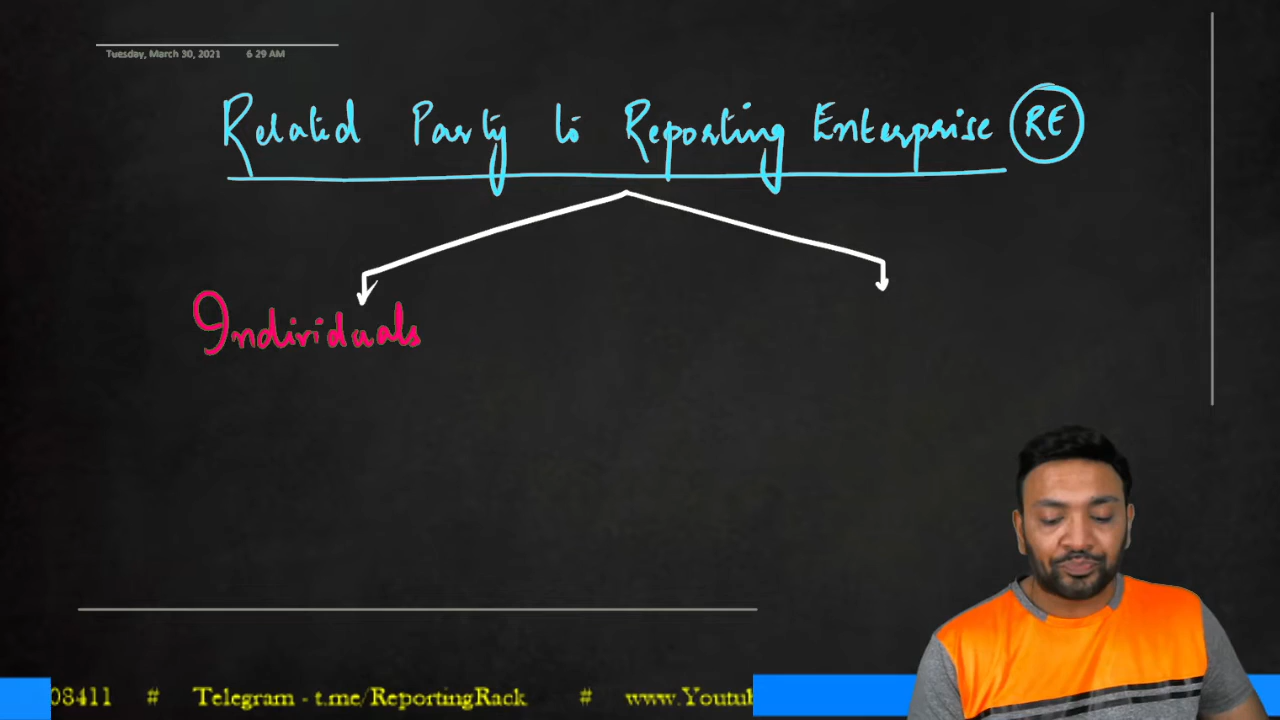 Tuesday, March 30, 2021 6 29 AM
Related Party to Reporting Enterprise RE
Individuals
08411 # Telegram - t.me/ReportingRack # www.Youtub